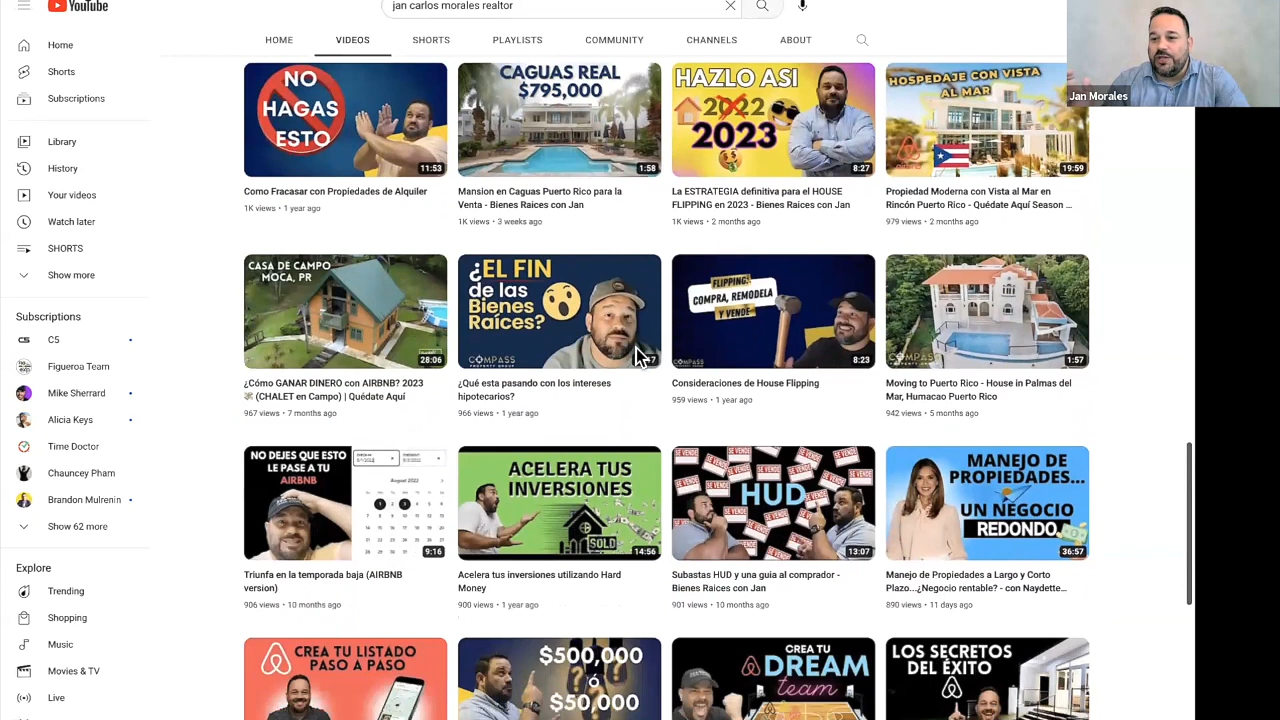 YouTube
jan carlos morales realtor
HOME
VIDEOS
SHORTS
PLAYLISTS
COMMUNITY
CHANNELS
ABOUT
Jan Morales
Home
Shorts
Subscriptions
Library
History
Your videos
Watch later
SHORTS
Show more
Subscriptions
C5
Figueroa Team
Mike Sherrard
Alicia Keys
Time Doctor
Chauncey Pham
Brandon Mulrenin
Show 62 more
Explore
Trending
Shopping
Music
Movies & TV
Live
NO
HAGAS
ESTO
11:53
Como Fracasar con Propiedades de Alquiler
1K views • 1 year ago
CAGUAS REAL
$795,000
1:58
Mansion en Caguas Puerto Rico para la
Venta - Bienes Raices con Jan
1K views • 3 weeks ago
HAZLO ASI
2022
2023
8:27
La ESTRATEGIA definitiva para el HOUSE
FLIPPING en 2023 - Bienes Raices con Jan
1K views • 2 months ago
HOSPEDAJE CON VISTA
AL MAR
19:59
Propiedad Moderna con Vista al Mar en
Rincón Puerto Rico - Quédate Aquí Season ...
979 views • 2 months ago
CASA DE CAMPO
MOCA, PR
28:06
¿Cómo GANAR DINERO con AIRBNB? 2023
(CHALET en Campo) | Quédate Aquí
967 views • 7 months ago
¿EL FIN
de las
Bienes
Raíces?
COMPASS
PROPERTY GROUP
¿Qué esta pasando con los intereses
hipotecarios?
966 views • 1 year ago
FLIPPING:
COMPRA, REMODELA
Y VENDE
COMPASS
PROPERTY GROUP
8:23
Consideraciones de House Flipping
959 views • 1 year ago
COMPASS
PROPERTY GROUP
1:57
Moving to Puerto Rico - House in Palmas del
Mar, Humacao Puerto Rico
942 views • 5 months ago
NO DEJES QUE ESTO
LE PASE A TU
AIRBNB
August 2022
9:16
Triunfa en la temporada baja (AIRBNB
version)
906 views • 10 months ago
ACELERA TUS
INVERSIONES
SOLD
14:56
Acelera tus inversiones utilizando Hard
Money
900 views • 1 year ago
SE VENDE
HUD
13:07
Subastas HUD y una guia al comprador -
Bienes Raices con Jan
901 views • 10 months ago
MANEJO DE
PROPIEDADES...
UN NEGOCIO
REDONDO
36:57
Manejo de Propiedades a Largo y Corto
Plazo...¿Negocio rentable? - con Naydette...
890 views • 11 days ago
CREA TU LISTADO
PASO A PASO
$500,000
ó
$50,000
CREA TU
DREAM
team
LOS SECRETOS
DEL ÉXITO